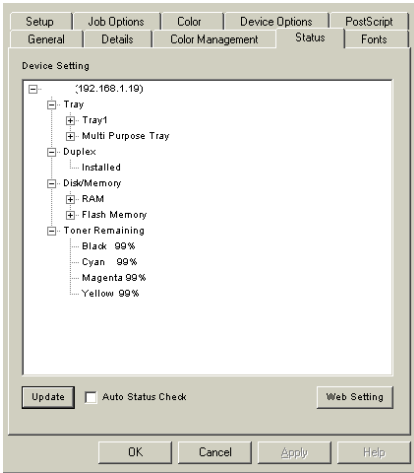 Setup Job Options Color Device Options PostScript
General Details Color Management Status Fonts
Device Setting
(192.168.1.19)
Tray
Tray1
Multi Purpose Tray
Duplex
Installed
Disk/Memory
RAM
Flash Memory
Toner Remaining
Black 99%
Cyan 99%
Magenta 99%
Yellow 99%
Update Auto Status Check Web Setting
OK Cancel Apply Help